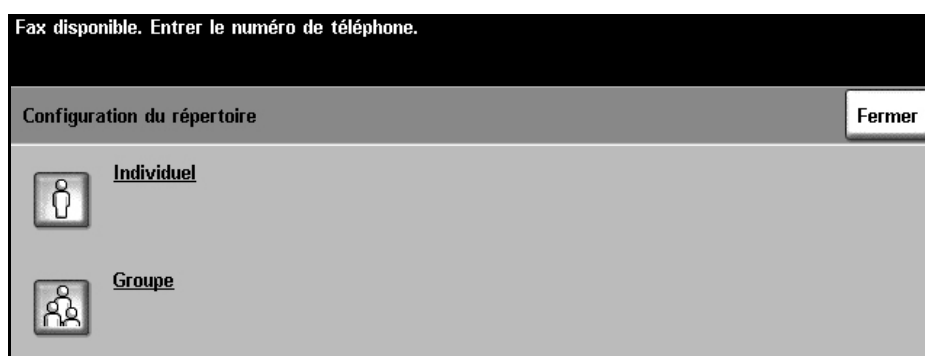 Fax disponible. Entrer le numéro de téléphone.
Configuration du répertoire
Fermer
Individuel
Groupe